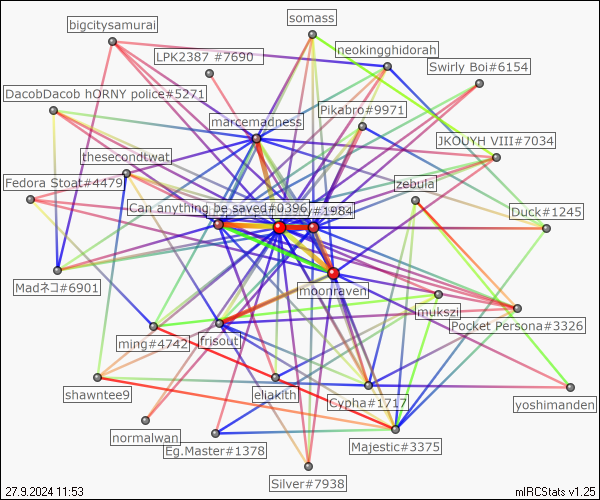 somass
bigcitysamurai
neokingghidorah
LPK2387 #7690
Swirly Boi#6154
DacobDacob hORNY police#5271
Pikabro#9971
marcemadness
JKOUYH VIII#7034
thesecondtwat
Fedora Stoat#4479
zebula
Can anything be saved#0396
#1984
Duck#1245
Madネコ#6901
moonraven
mukszi
Pocket Persona#3326
ming#4742
frisout
shawntee9
eliakith
Cypha#1717
yoshimanden
normalwan
Eg.Master#1378
Majestic#3375
Silver#7938
27.9.2024 11:53
mIRCStats v1.25